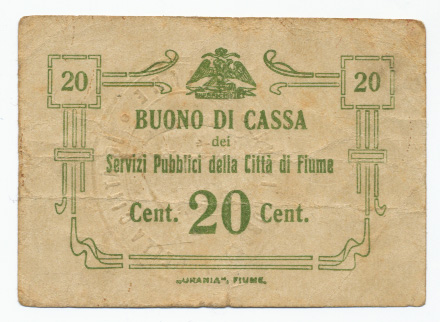 20 20
BUONO DI CASSA
dei
Servizi Pubblici della Città di Fiume
Cent. 20 Cent.
„URANIA", FIUME.